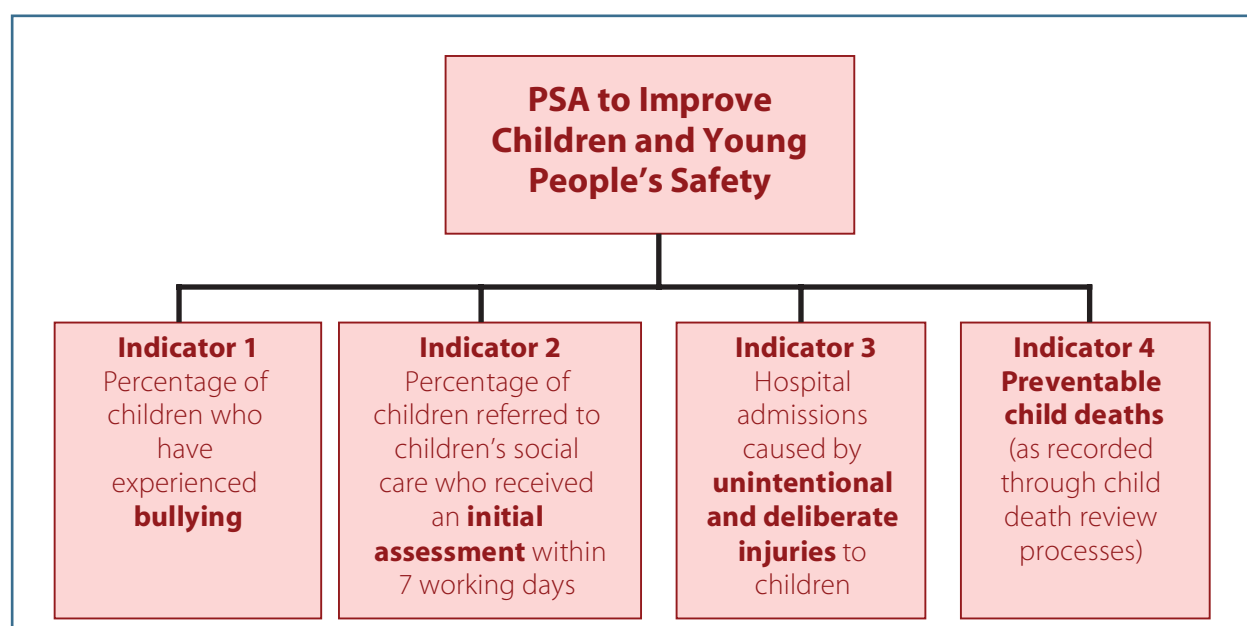 PSA to Improve
Children and Young
People’s Safety
Indicator 1
Percentage of
children who
have
experienced
bullying
Indicator 2
Percentage of
children referred to
children’s social
care who received
an initial
assessment within
7 working days
Indicator 3
Hospital
admissions
caused by
unintentional
and deliberate
injuries to
children
Indicator 4
Preventable
child deaths
(as recorded
through child
death review
processes)